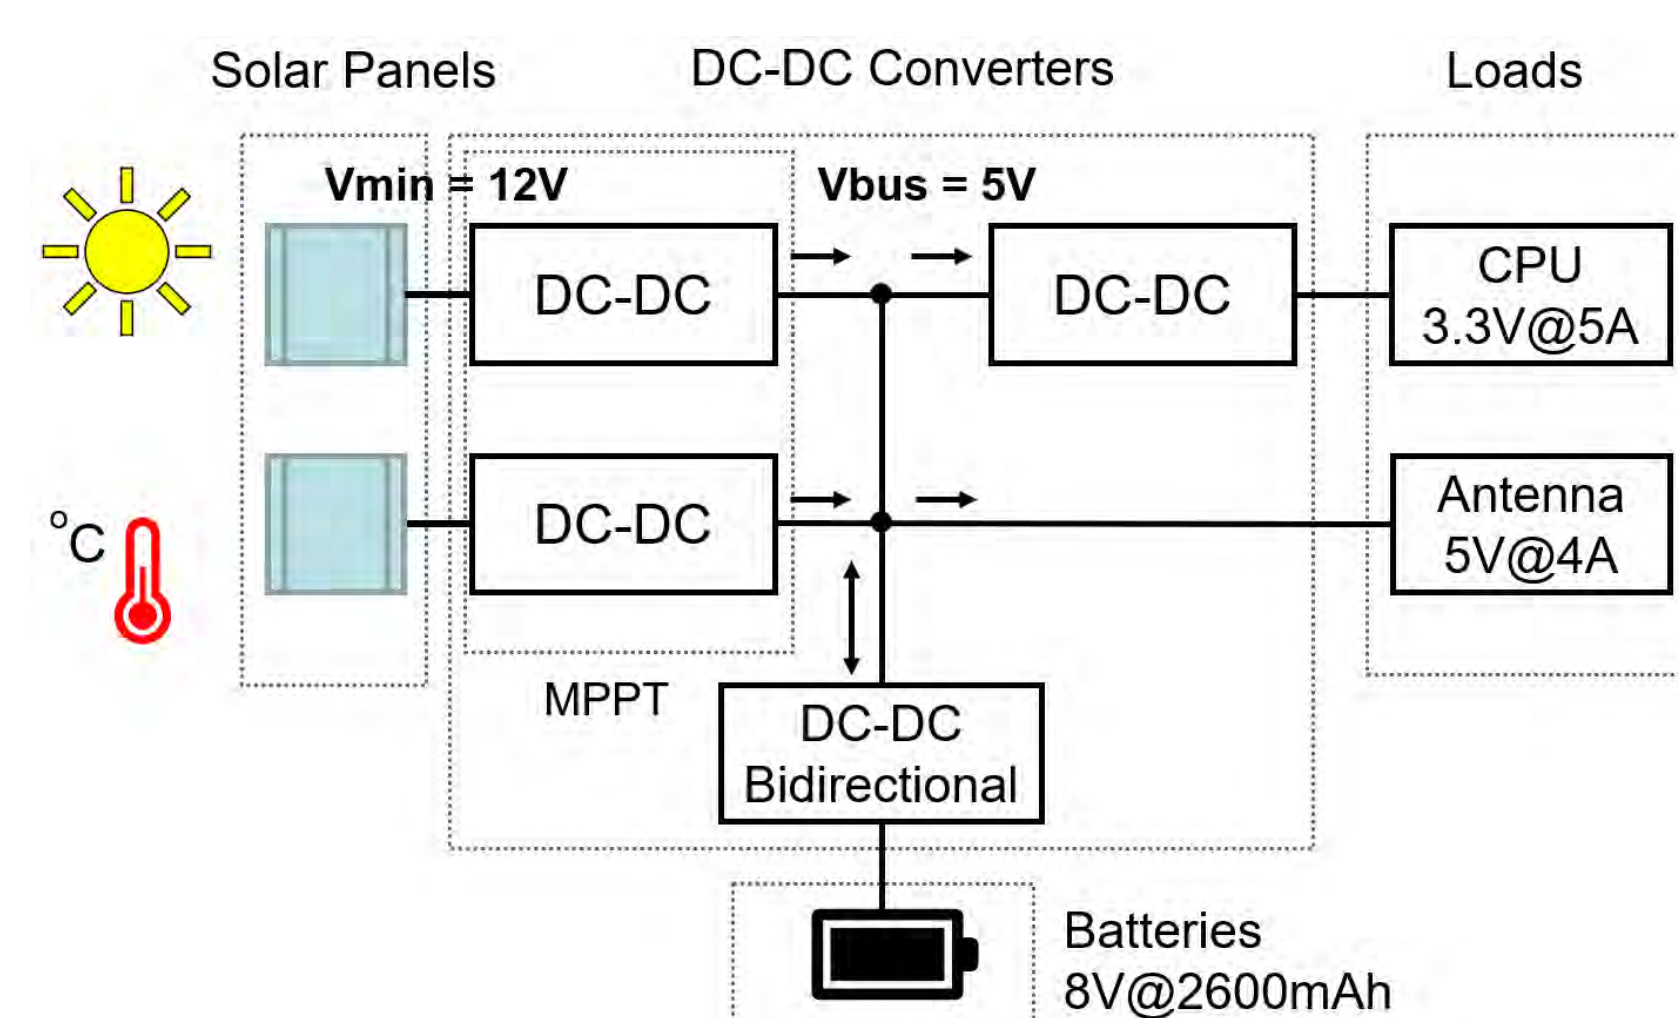 Solar Panels
DC-DC Converters
Loads
Vmin = 12V
Vbus = 5V
DC-DC
DC-DC
CPU
3.3V@5A
DC-DC
Antenna
5V@4A
°C
MPPT
DC-DC
Bidirectional
Batteries
8V@2600mAh